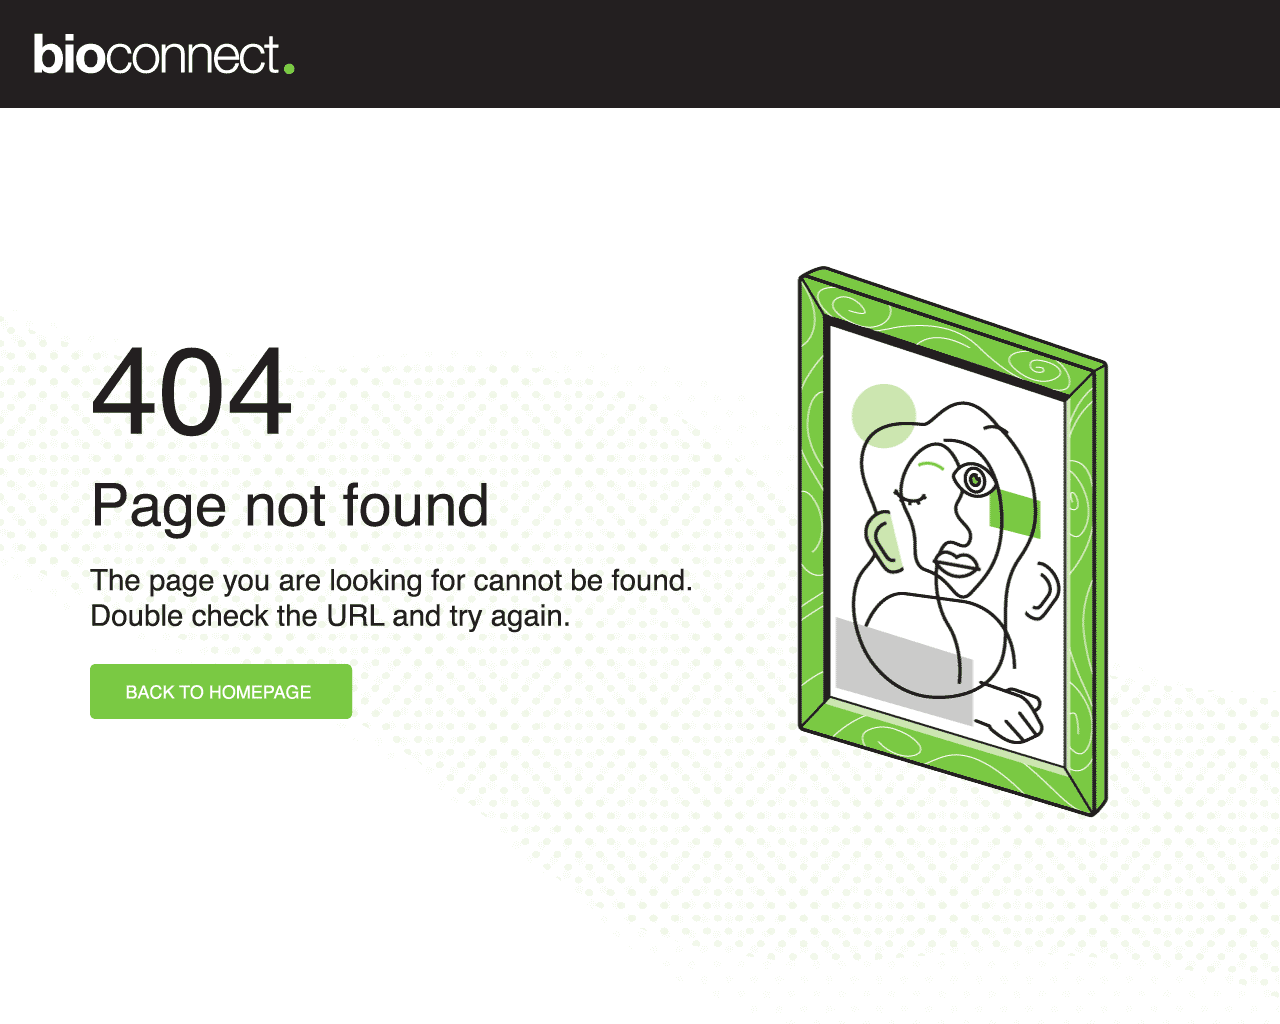 bioconnect.
404
Page not found
The page you are looking for cannot be found.
Double check the URL and try again.
BACK TO HOMEPAGE